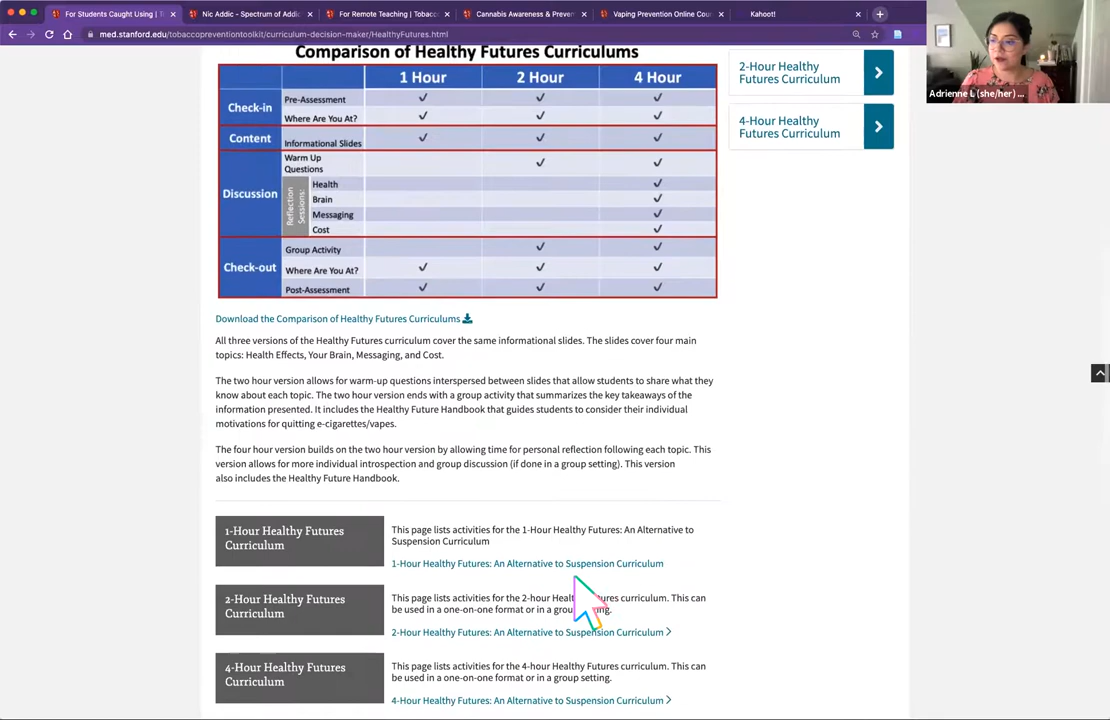 For Students Caught Using | T
Nic Addic - Spectrum of Addic
For Remote Teaching | Tobacc
Cannabis Awareness & Preven
Vaping Prevention Online Cou
Kahoot!
med.stanford.edu/tobaccopreventiontoolkit/curriculum-decision-maker/HealthyFutures.html
Adrienne L (she/her) ...
Comparison of Healthy Futures Curriculums
1 Hour 2 Hour 4 Hour
Check-in
Pre-Assessment ✓ ✓ ✓
Where Are You At? ✓ ✓ ✓
Content
Informational Slides ✓ ✓ ✓
Discussion
Warm Up
Questions ✓ ✓
Reflection
Sessions:
Health ✓
Brain ✓
Messaging ✓
Cost ✓
Check-out
Group Activity ✓ ✓
Where Are You At? ✓ ✓ ✓
Post-Assessment ✓ ✓ ✓
2-Hour Healthy
Futures Curriculum
4-Hour Healthy
Futures Curriculum
Download the Comparison of Healthy Futures Curriculums
All three versions of the Healthy Futures curriculum cover the same informational slides. The slides cover four main
topics: Health Effects, Your Brain, Messaging, and Cost.
The two hour version allows for warm-up questions interspersed between slides that allow students to share what they
know about each topic. The two hour version ends with a group activity that summarizes the key takeaways of the
information presented. It includes the Healthy Future Handbook that guides students to consider their individual
motivations for quitting e-cigarettes/vapes.
The four hour version builds on the two hour version by allowing time for personal reflection following each topic. This
version allows for more individual introspection and group discussion (if done in a group setting). This version
also includes the Healthy Future Handbook.
1-Hour Healthy Futures
Curriculum
This page lists activities for the 1-Hour Healthy Futures: An Alternative to
Suspension Curriculum
1-Hour Healthy Futures: An Alternative to Suspension Curriculum
2-Hour Healthy Futures
Curriculum
This page lists activities for the 2-hour Healthy Futures curriculum. This can
be used in a one-on-one format or in a group setting.
2-Hour Healthy Futures: An Alternative to Suspension Curriculum
4-Hour Healthy Futures
Curriculum
This page lists activities for the 4-hour Healthy Futures curriculum. This can
be used in a one-on-one format or in a group setting.
4-Hour Healthy Futures: An Alternative to Suspension Curriculum